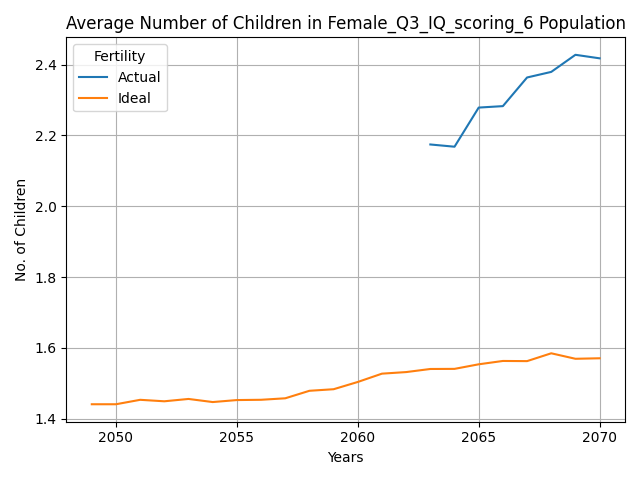 Average Number of Children in Female_Q3_IQ_scoring_6 Population
Fertility
Actual
Ideal
2.4
2.2
2.0
1.8
1.6
1.4
No. of Children
2050
2055
2060
2065
2070
Years